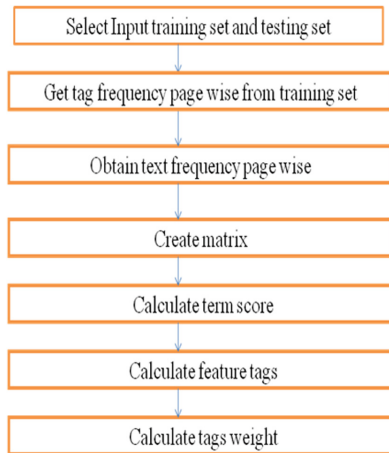 Select Input training set and testing set
Get tag frequency page wise from training set
Obtain text frequency page wise
Create matrix
Calculate term score
Calculate feature tags
Calculate tags weight